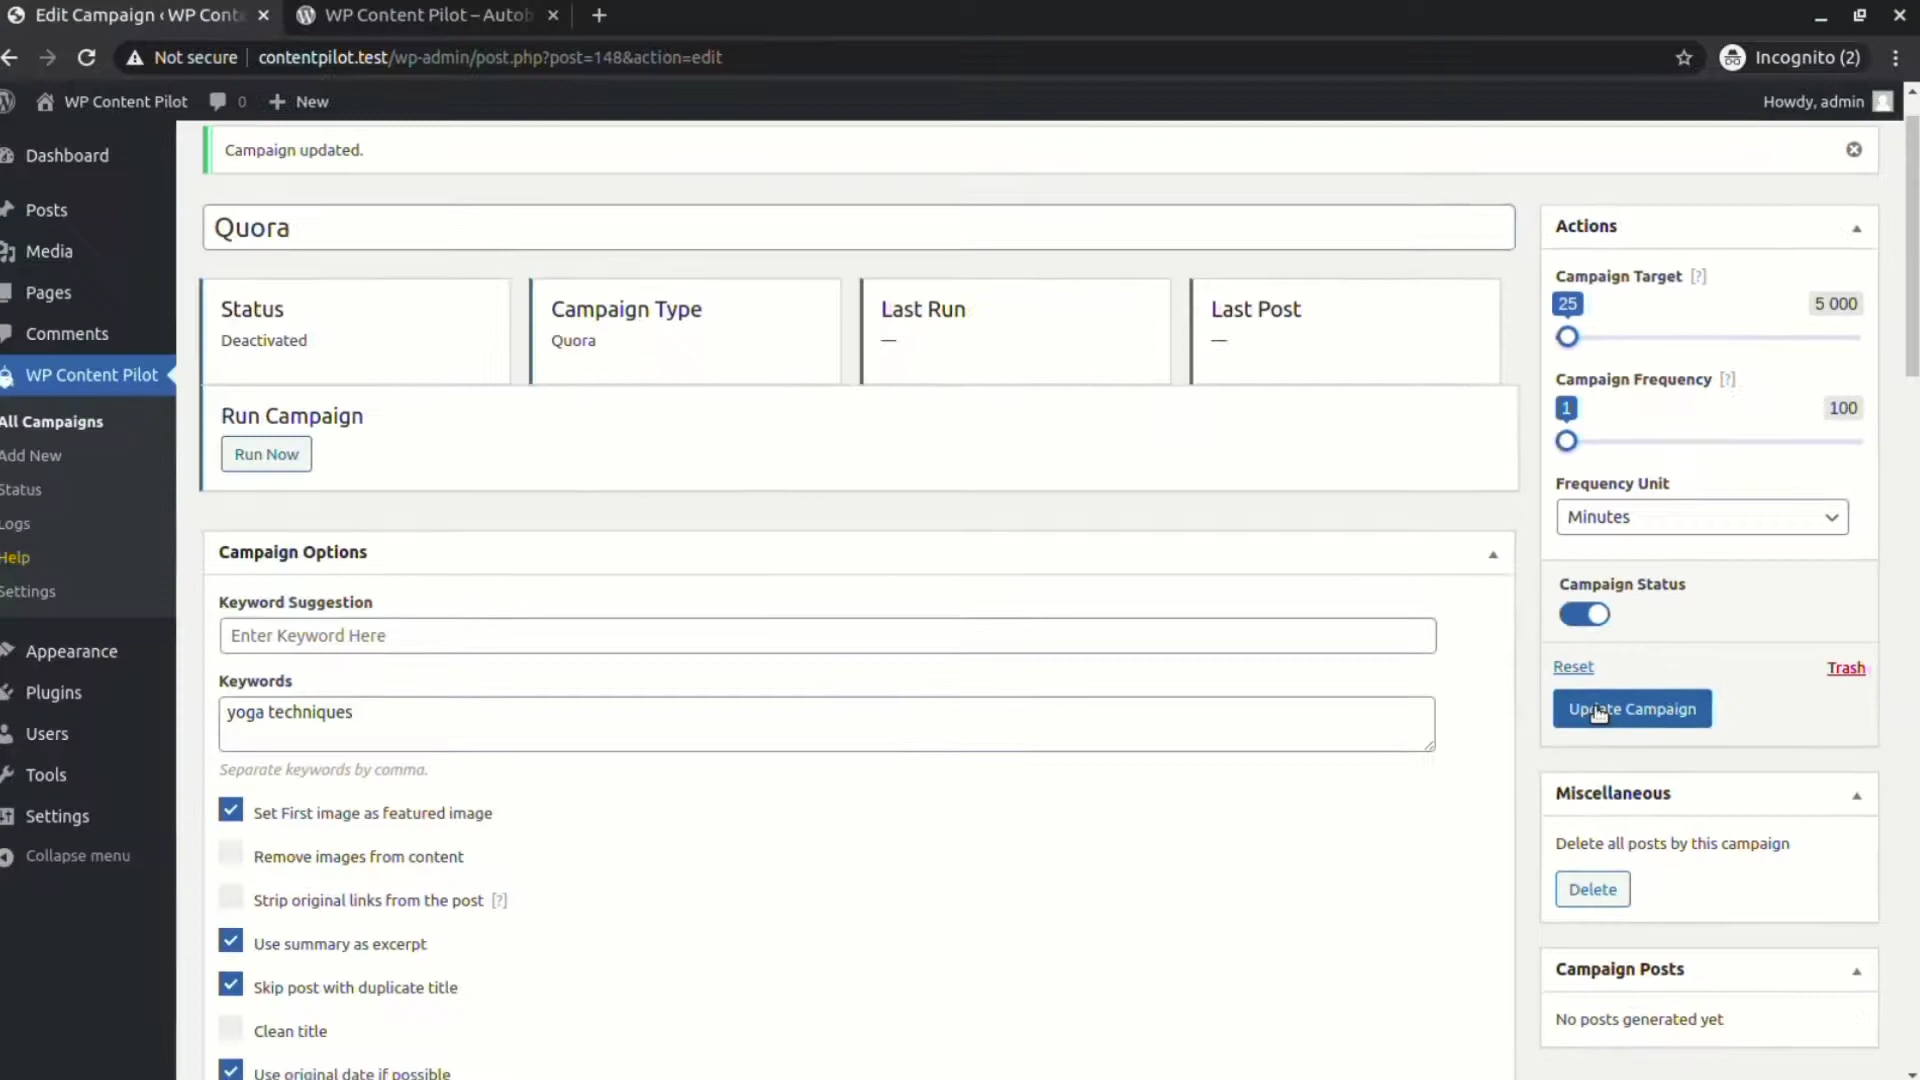 Edit Campaign ‹ WP Cont
WP Content Pilot – Autob
Not secure
contentpilot.test/wp-admin/post.php?post=148&action=edit
Incognito (2)
WP Content Pilot
0
New
Howdy, admin
Dashboard
Posts
Media
Pages
Comments
WP Content Pilot
All Campaigns
Add New
Status
Logs
Help
Settings
Appearance
Plugins
Users
Tools
Settings
Collapse menu
Campaign updated.
Quora
Status
Deactivated
Campaign Type
Quora
Last Run
—
Last Post
—
Run Campaign
Run Now
Campaign Options
Keyword Suggestion
Enter Keyword Here
Keywords
yoga techniques
Separate keywords by comma.
Set First image as featured image
Remove images from content
Strip original links from the post [?]
Use summary as excerpt
Skip post with duplicate title
Clean title
Use original date if possible
Actions
Campaign Target [?]
25
5 000
Campaign Frequency [?]
1
100
Frequency Unit
Minutes
Campaign Status
Reset
Trash
Update Campaign
Miscellaneous
Delete all posts by this campaign
Delete
Campaign Posts
No posts generated yet